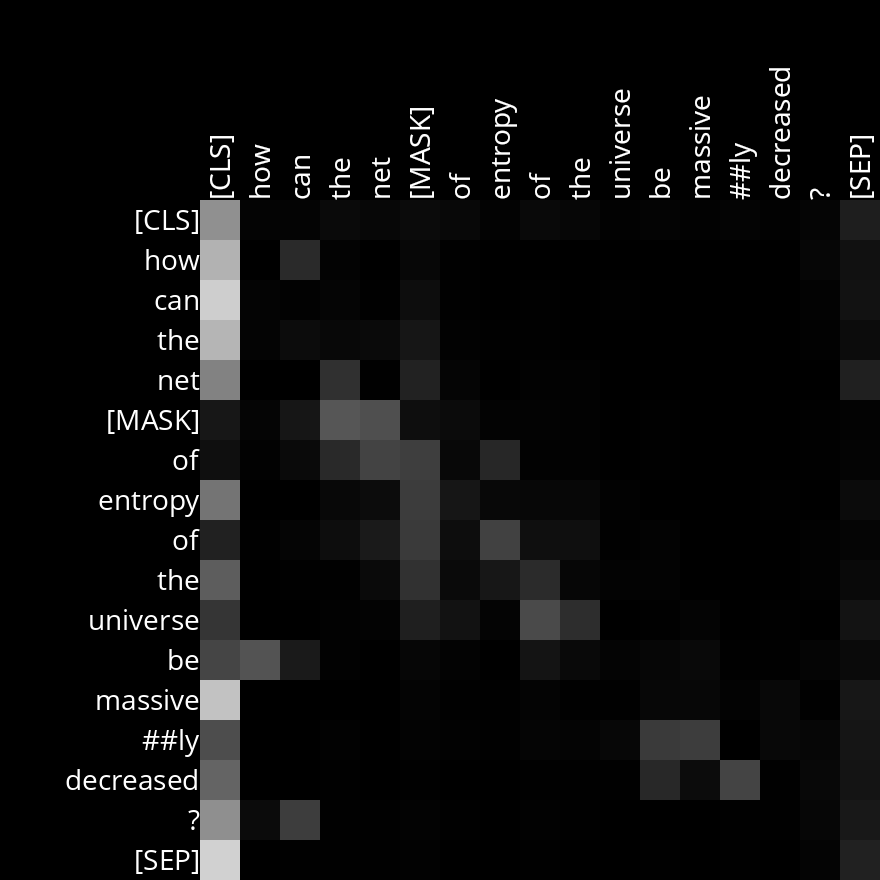 [CLS] how can the net [MASK] of entropy of the universe be massive ##ly decreased ? [SEP]
[CLS]
how
can
the
net
[MASK]
of
entropy
of
the
universe
be
massive
##ly
decreased
?
[SEP]